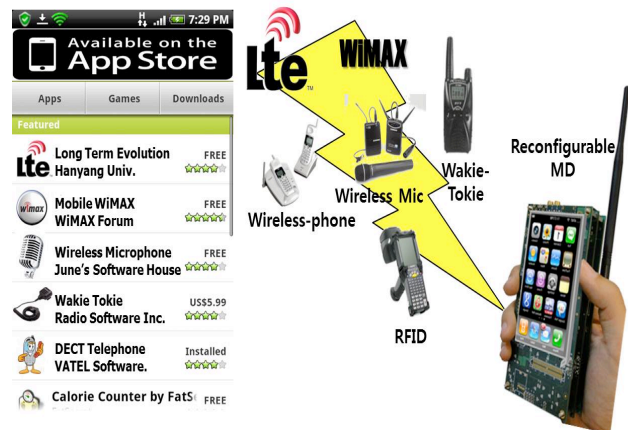 H
7:29 PM
Available on the
App Store
Apps Games Downloads
Featured
Lte
Long Term Evolution FREE
Hanyang Univ.
wimax
Mobile WiMAX FREE
WiMAX Forum
Wireless Microphone FREE
June's Software House
Wakie Tokie US$5.99
Radio Software Inc.
DECT Telephone Installed
VATEL Software.
Calorie Counter by FatS FREE
Lte
TM
WiMAX
Wireless-phone
Wireless Mic
Wakie-
Tokie
RFID
Reconfigurable
MD